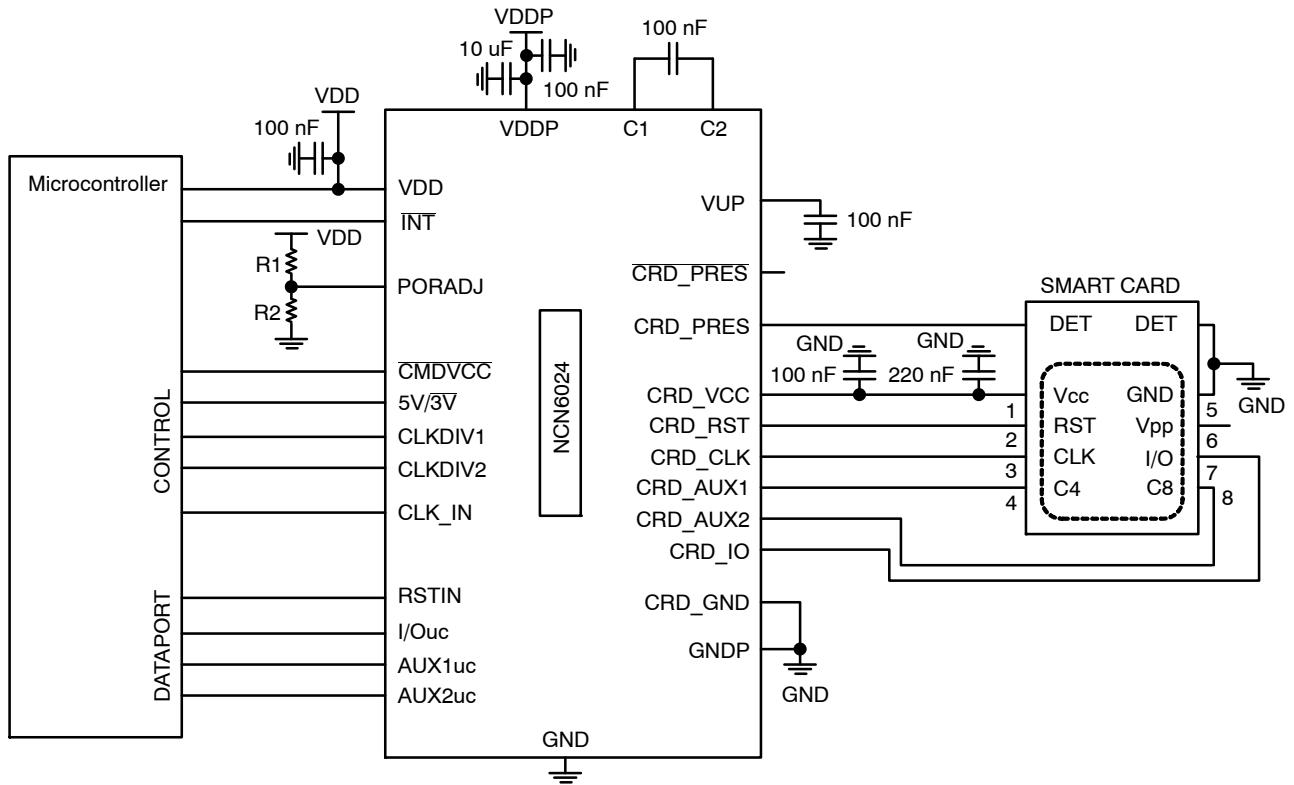 VDDP
10 uF
100 nF
100 nF
VDD
100 nF
VDDP
C1
C2
Microcontroller
VDD
INT
VDD
R1
R2
PORADJ
CONTROL
CMDVCC
5V/3V
CLKDIV1
CLKDIV2
CLK_IN
DATAPORT
RSTIN
I/Ouc
AUX1uc
AUX2uc
NCN6024
GND
VUP
100 nF
CRD_PRES
CRD_PRES
CRD_VCC
CRD_RST
CRD_CLK
CRD_AUX1
CRD_AUX2
CRD_IO
CRD_GND
GNDP
GND
GND
100 nF
GND
220 nF
SMART CARD
DET
DET
Vcc
GND
RST
Vpp
CLK
I/O
C4
C8
1
2
3
4
5
6
7
8
GND